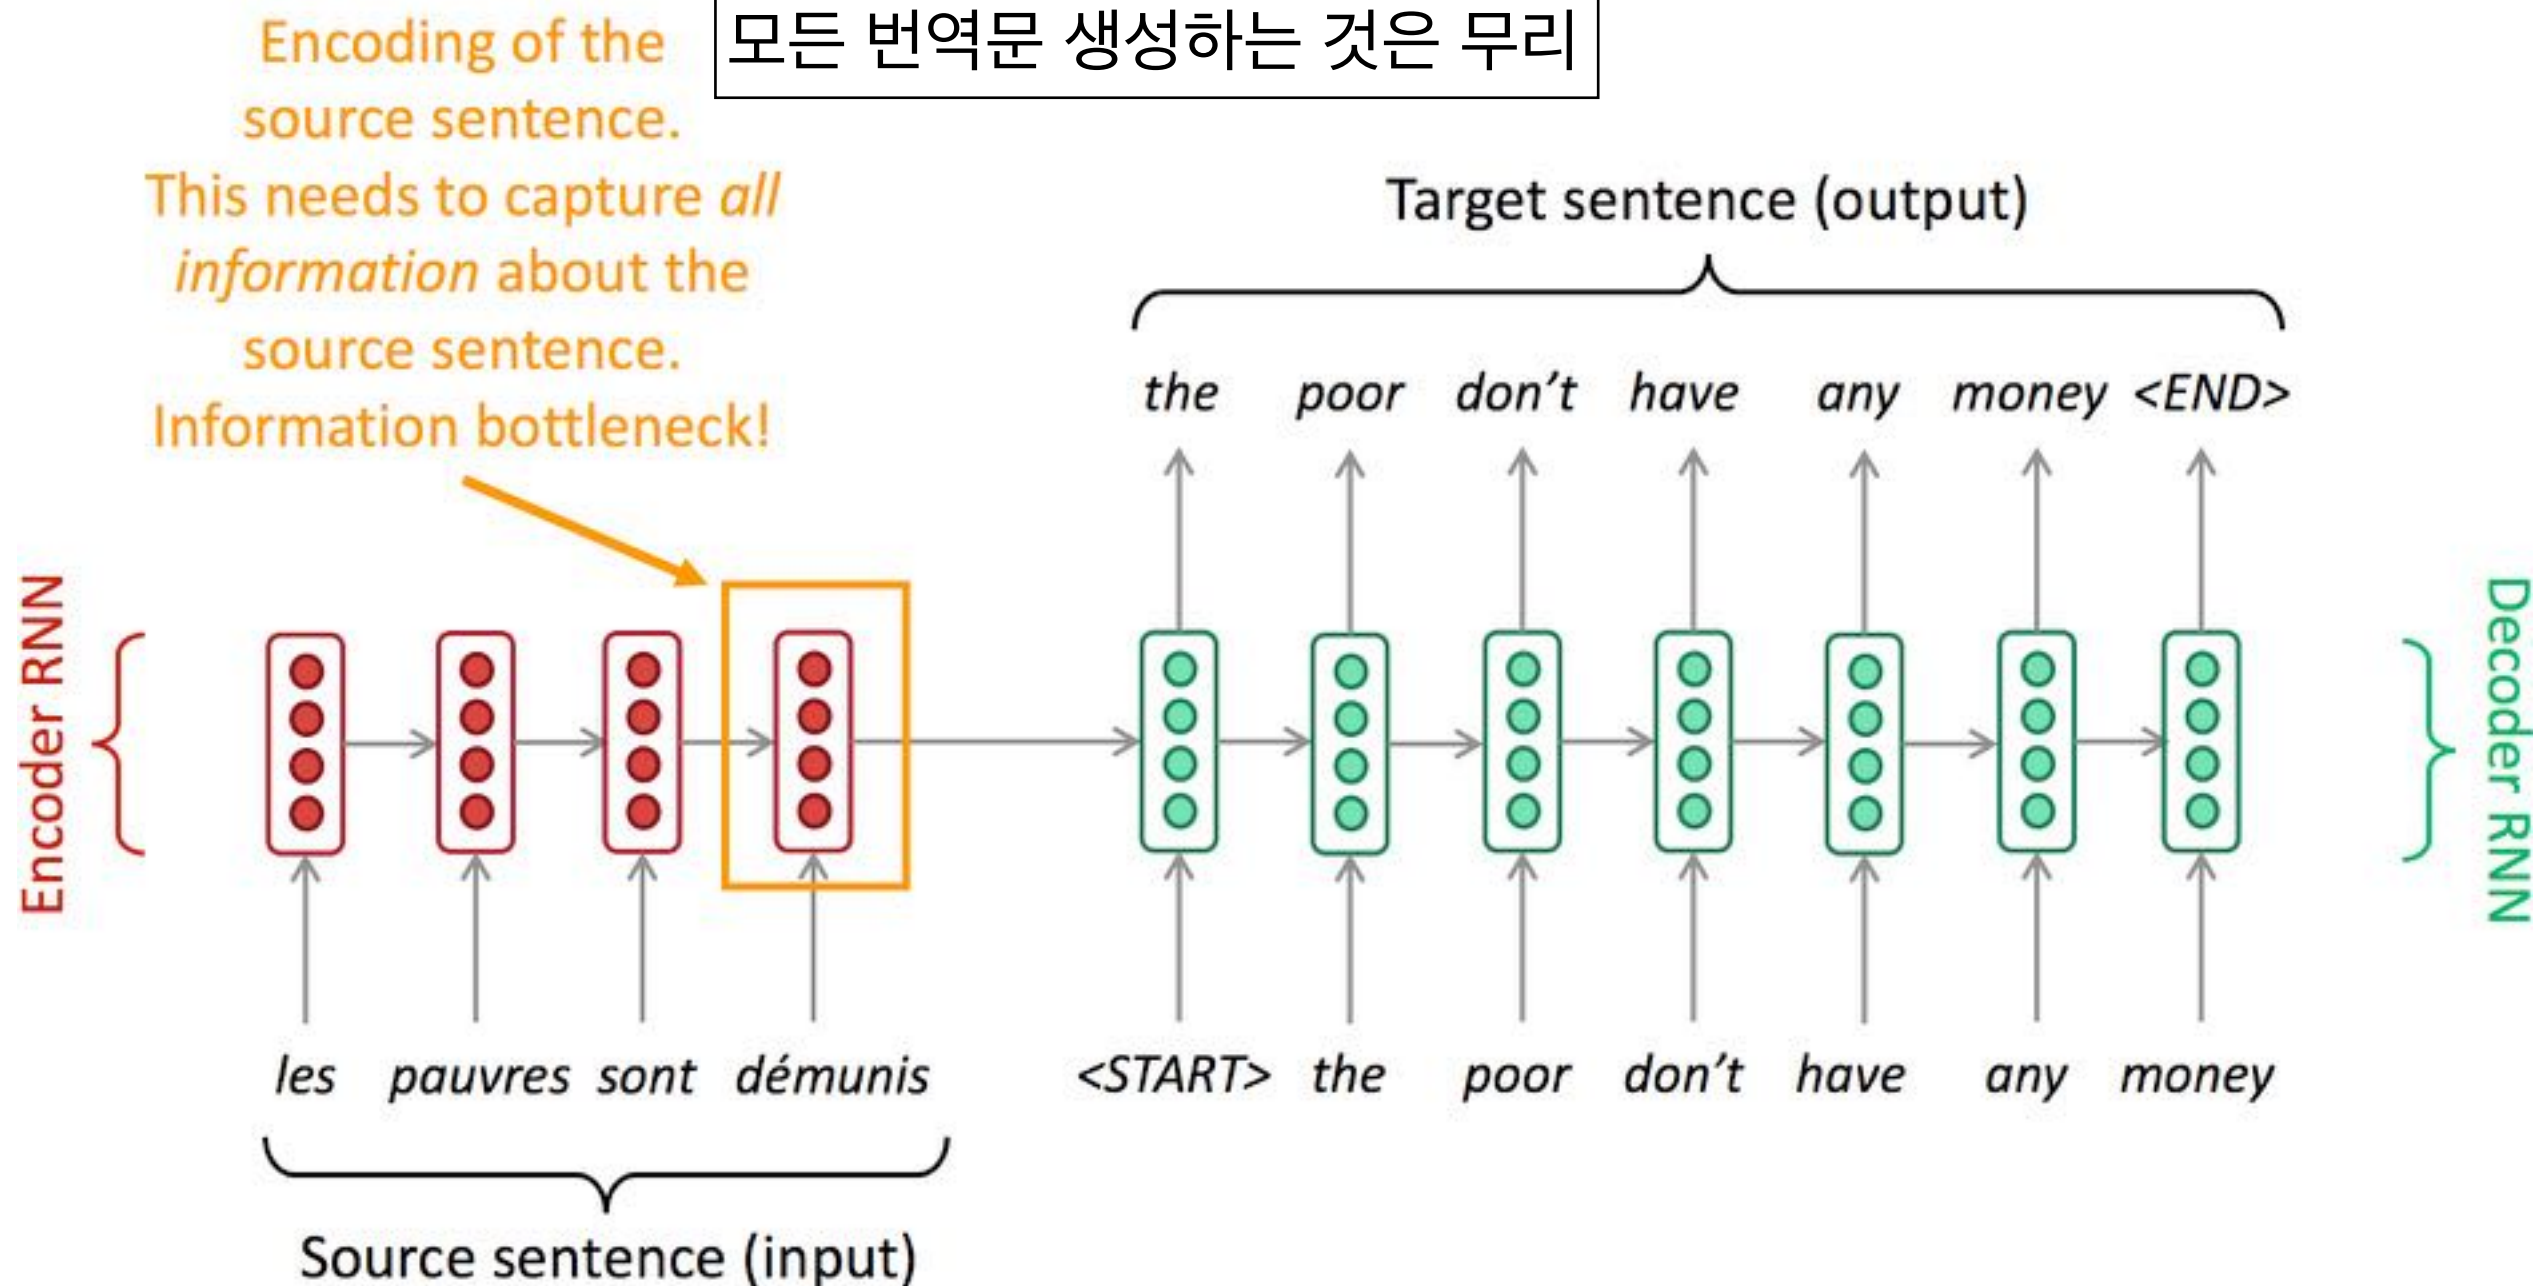 모든 번역문 생성하는 것은 무리
Encoding of the
source sentence.
This needs to capture all
information about the
source sentence.
Information bottleneck!
Target sentence (output)
the poor don't have any money <END>
Encoder RNN
Decoder RNN
les pauvres sont démunis
<START> the poor don't have any money
Source sentence (input)